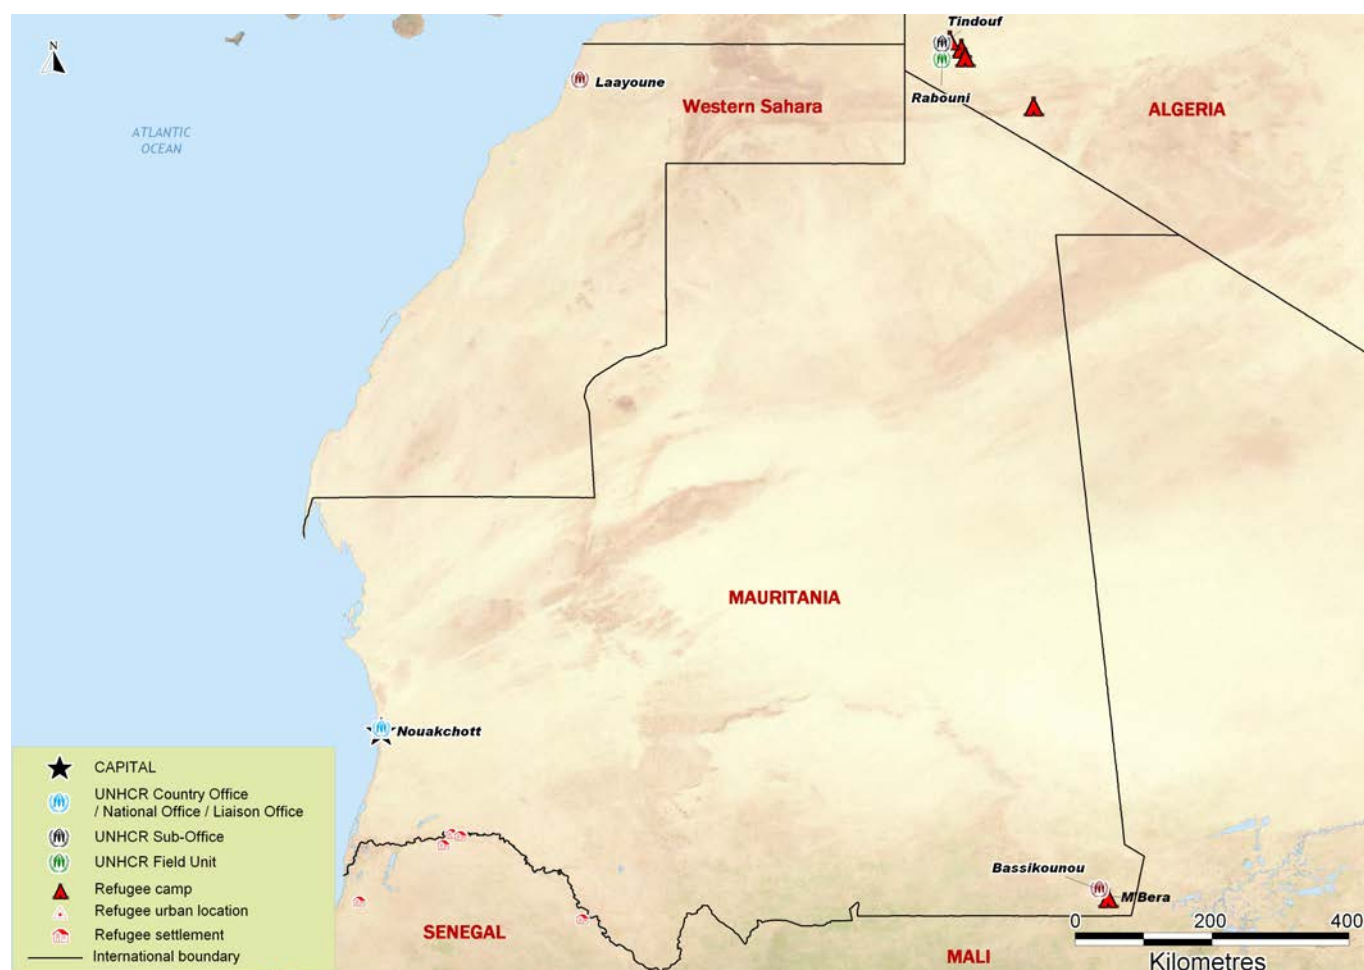 N
Tindouf
Laayoune
Rabouni
Western Sahara
ALGERIA
ATLANTIC
OCEAN
MAURITANIA
Nouakchott
CAPITAL
UNHCR Country Office
/ National Office / Liaison Office
UNHCR Sub-Office
UNHCR Field Unit
Refugee camp
Refugee urban location
Refugee settlement
International boundary
Bassikounou
M'Bera
SENEGAL
MALI
0 200 400
Kilometres